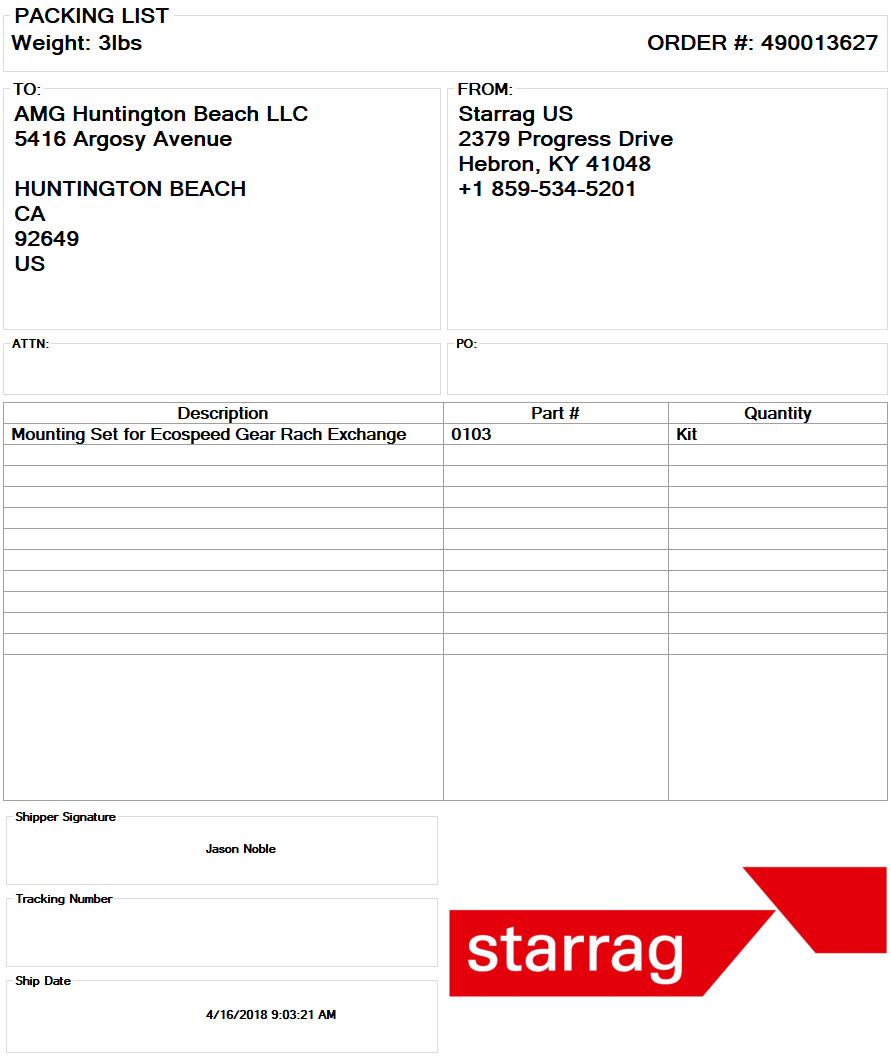 PACKING LIST
Weight: 3lbs
ORDER #: 490013627
TO:
AMG Huntington Beach LLC
5416 Argosy Avenue
HUNTINGTON BEACH
CA
92649
US
FROM:
Starrag US
2379 Progress Drive
Hebron, KY 41048
+1 859-534-5201
ATTN:
PO:
Description Part # Quantity
Mounting Set for Ecospeed Gear Rach Exchange 0103 Kit
Shipper Signature
Jason Noble
Tracking Number
Ship Date
4/16/2018 9:03:21 AM
starrag